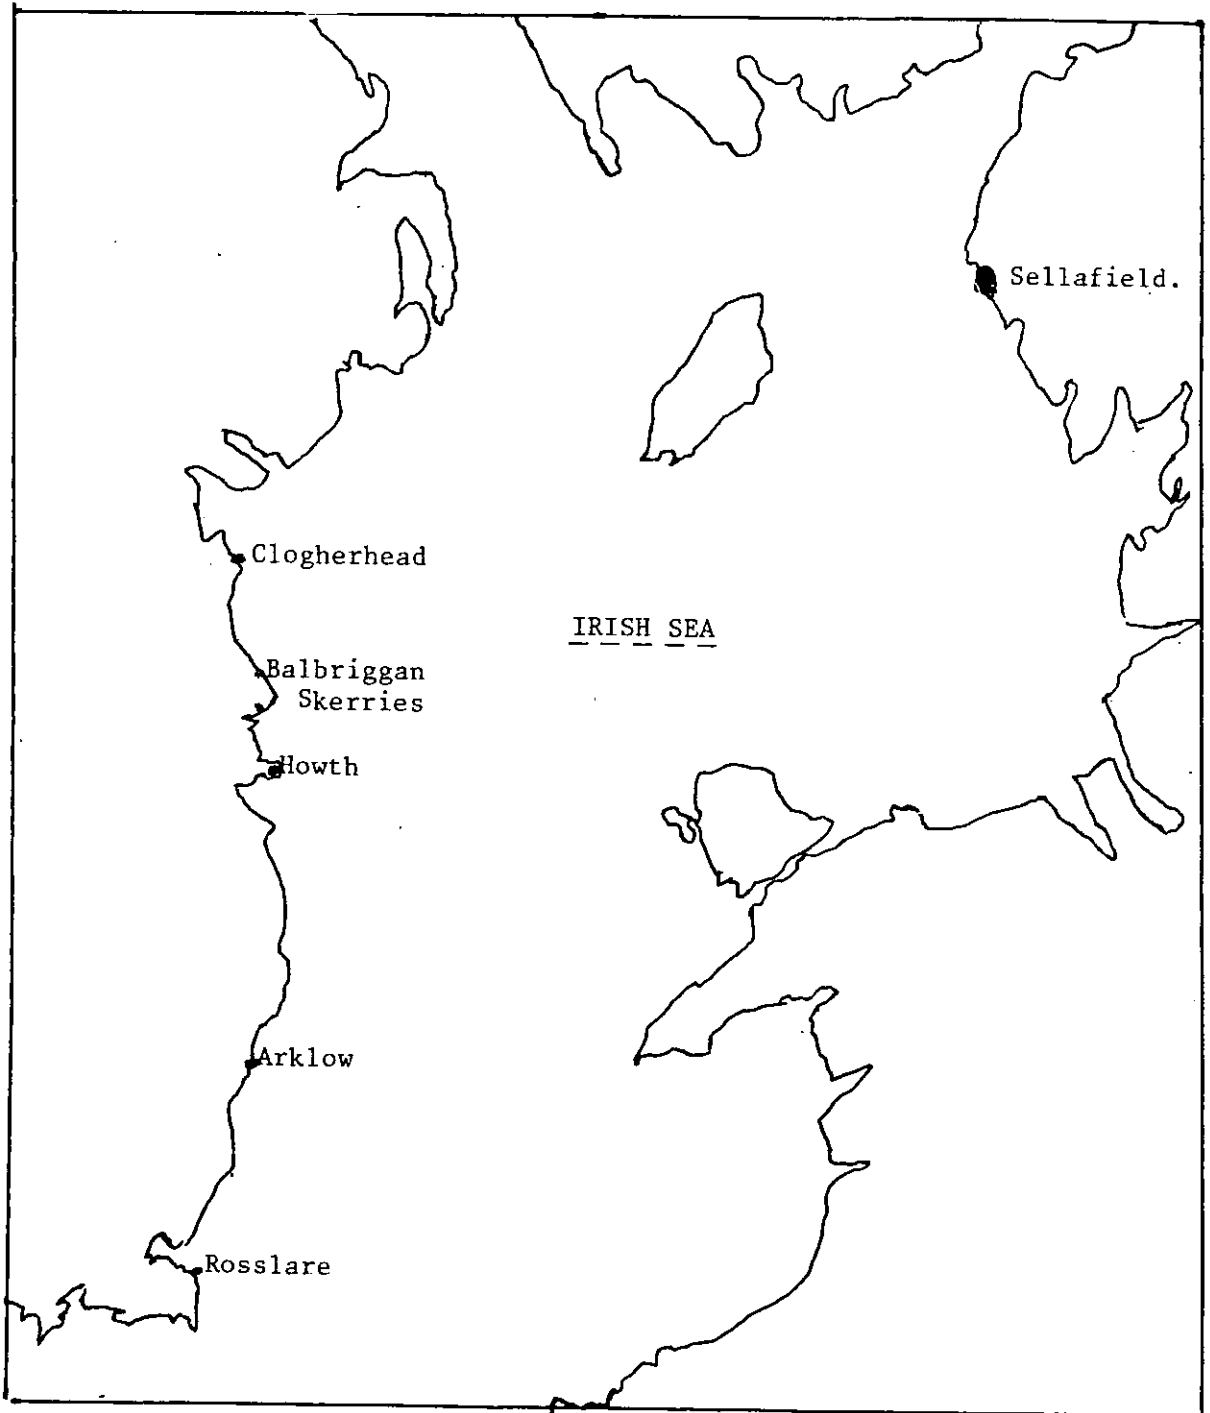 Sellafield.
Clogherhead
IRISH SEA
Balbriggan
Skerries
Howth
Arklow
Rosslare